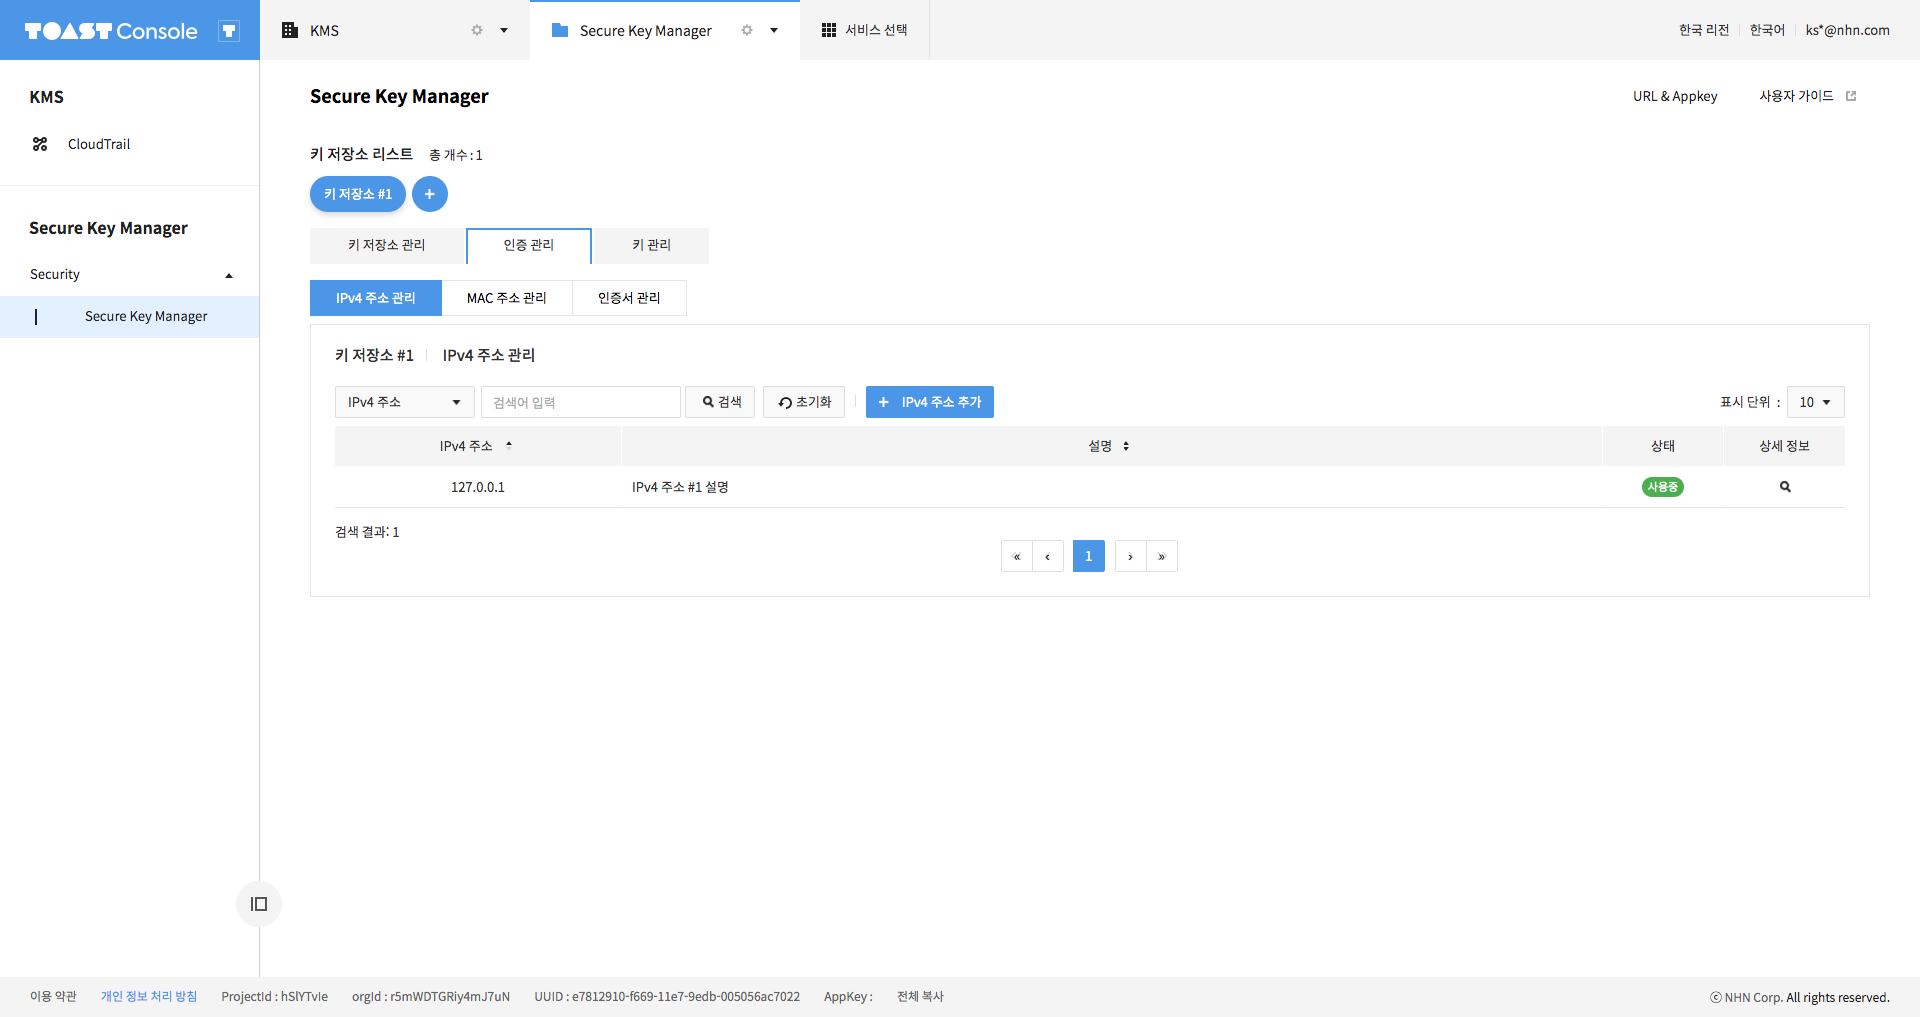 TOAST Console
KMS
Secure Key Manager
서비스 선택
한국 리전
한국어
ks*@nhn.com
KMS
CloudTrail
Secure Key Manager
Security
Secure Key Manager
Secure Key Manager
URL & Appkey
사용자 가이드
키 저장소 리스트 총 개수 : 1
키 저장소 #1
+
키 저장소 관리
인증 관리
키 관리
IPv4 주소 관리
MAC 주소 관리
인증서 관리
키 저장소 #1 IPv4 주소 관리
IPv4 주소
검색어 입력
검색
초기화
+ IPv4 주소 추가
표시 단위 : 10
IPv4 주소 설명 상태 상세 정보
127.0.0.1 IPv4 주소 #1 설명 사용중
검색 결과: 1
« ‹ 1 › »
이용 약관 개인 정보 처리 방침 ProjectId : hSlYTvIe orgId : r5mWDTGRiy4mJ7uN UUID : e7812910-f669-11e7-9edb-005056ac7022 AppKey : 전체 복사
ⓒ NHN Corp. All rights reserved.